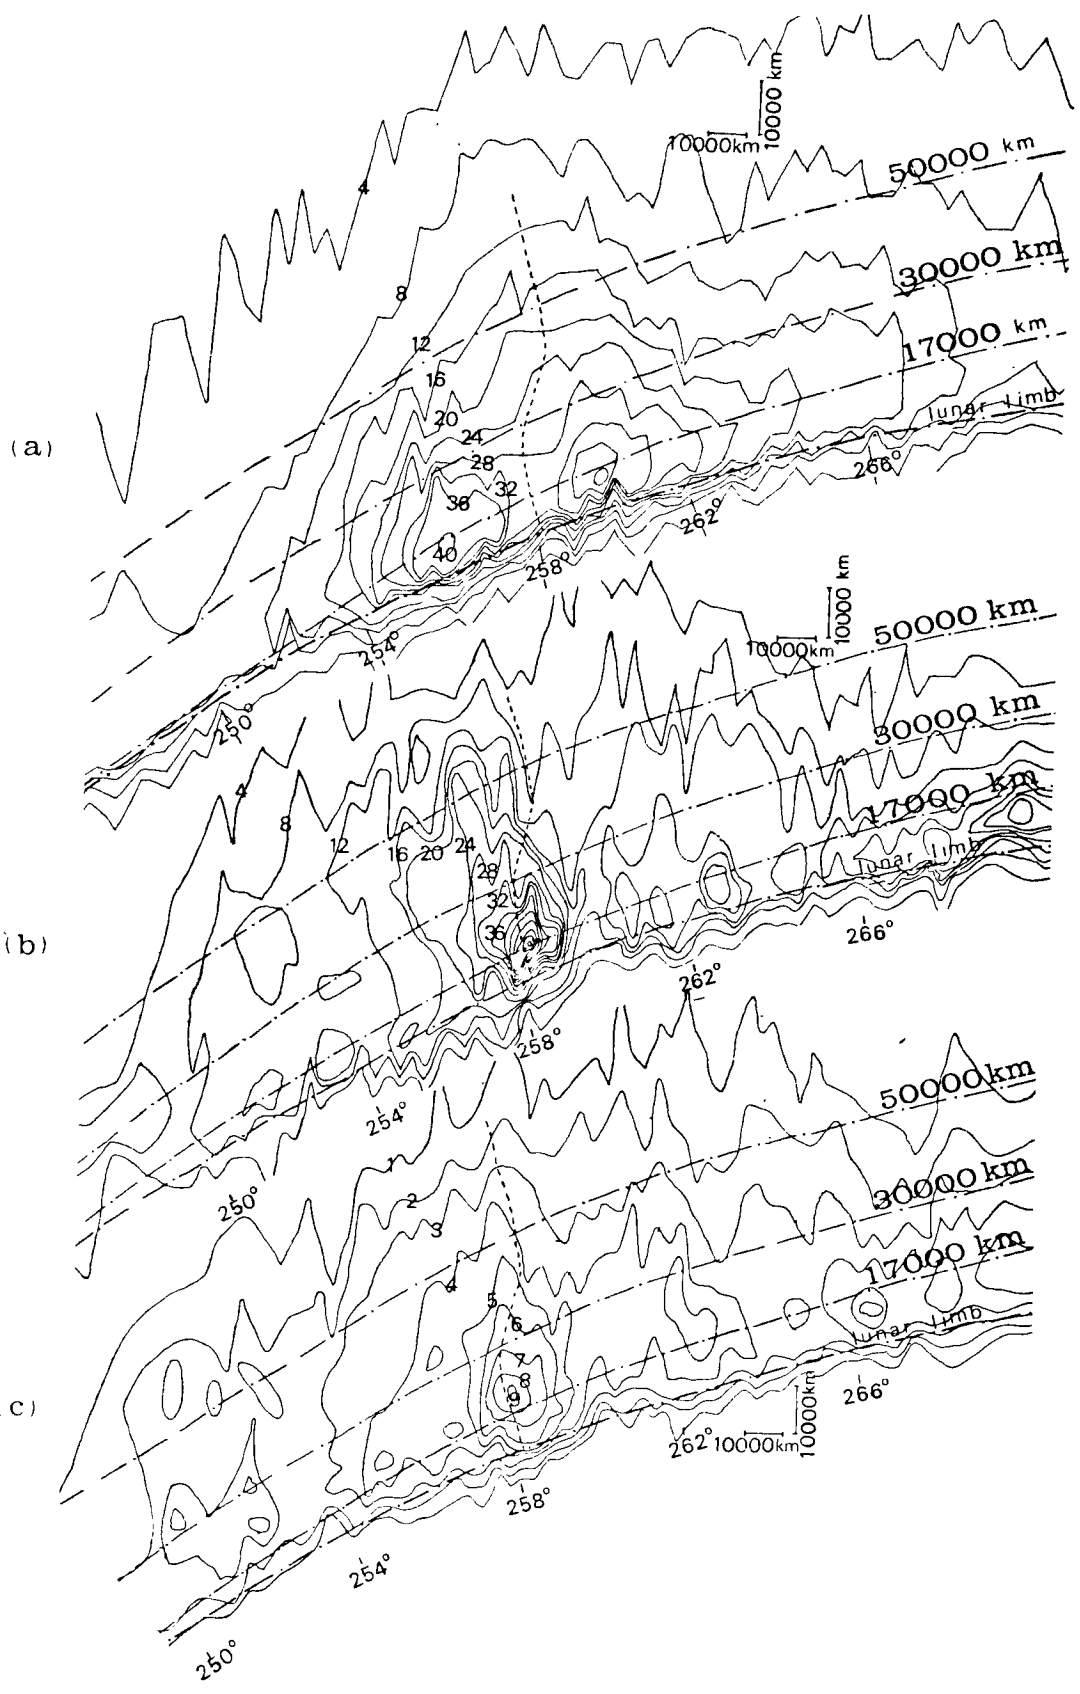 (a)
10000km
10000 km
50000 km
30000 km
17000 km
lunar limb
4
8
12
16
20
24
28
32
36
40
250°
254°
258°
262°
266°
(b)
10000km
10000 km
50000 km
30000 km
17000 km
lunar limb
4
8
12
16
20
24
28
32
36
250°
254°
258°
262°
266°
c)
50000km
30000km
17000 km
lunar limb
1
2
3
4
5
6
7
8
9
10000km
10000km
250°
254°
258°
262°
266°